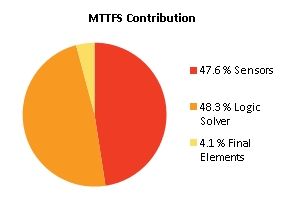 MTTFS Contribution
47.6 % Sensors
48.3 % Logic
Solver
4.1 % Final
Elements